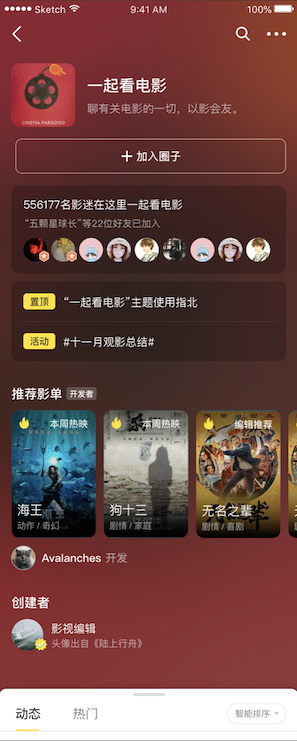 Sketch
9:41 AM
100%
CINEMA PARADISO
一起看电影
聊有关电影的一切，以影会友。
加入圈子
556177名影迷在这里一起看电影
“五颗星球长”等22位好友已加入
置顶 “一起看电影”主题使用指北
活动 #十一月观影总结#
推荐影单 开发者
本周热映
本周热映
编辑推荐
海王
动作 / 奇幻
狗十三
剧情 / 家庭
无名之辈
剧情 / 喜剧
Avalanches 开发
创建者
影视编辑
头像出自《陆上行舟》
动态 热门 智能排序